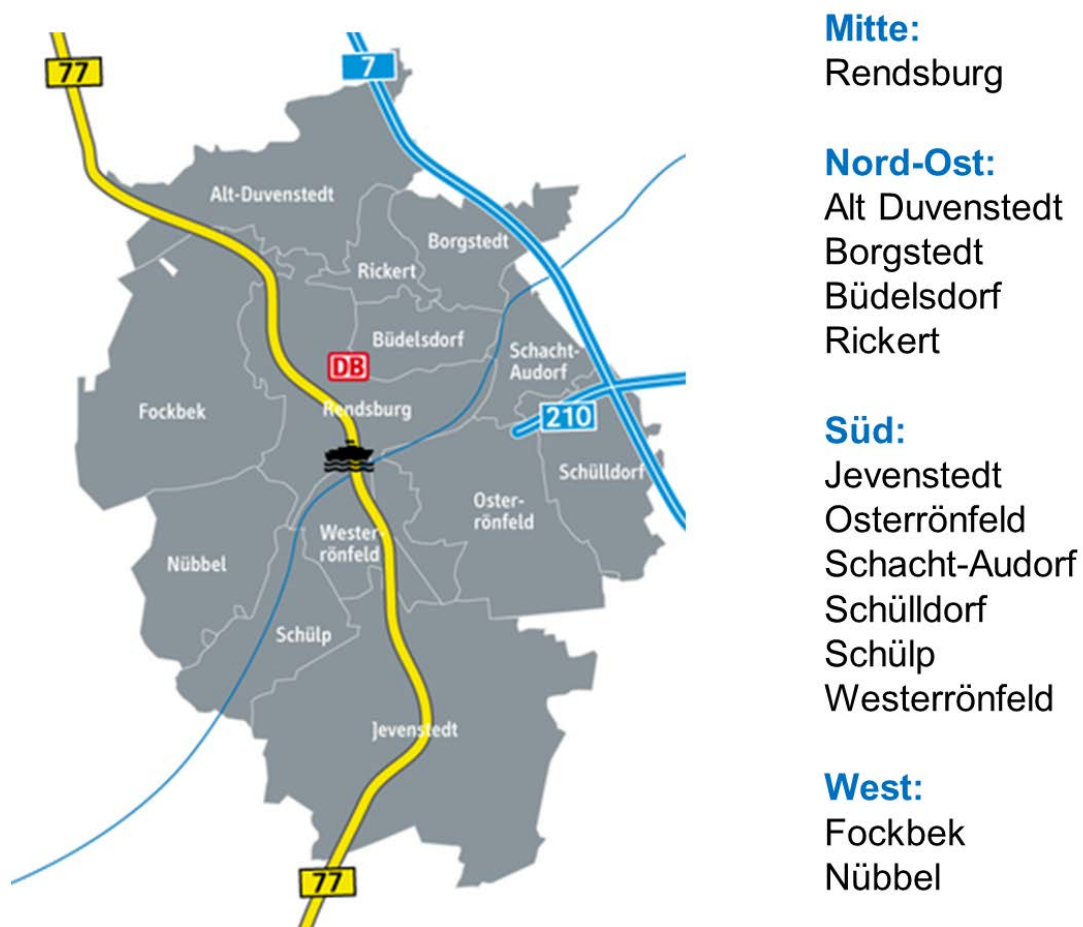 77
7
Alt-Duvenstedt
Borgstedt
Rickert
Büdelsdorf
Schacht-
Audorf
DB
Rendsburg
Fockbek
210
Schülldorf
Oster-
rönfeld
Wester-
rönfeld
Nübbel
Schülp
Jevenstedt
77
Mitte:
Rendsburg
Nord-Ost:
Alt Duvenstedt
Borgstedt
Büdelsdorf
Rickert
Süd:
Jevenstedt
Osterrönfeld
Schacht-Audorf
Schülldorf
Schülp
Westerrönfeld
West:
Fockbek
Nübbel